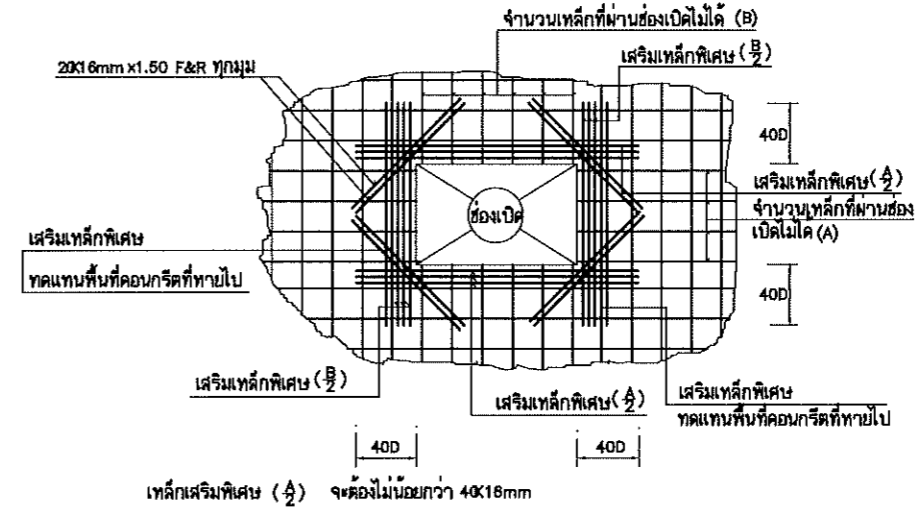 จำนวนเหล็กที่ผ่านช่องเปิดไม่ได้ (B)
เสริมเหล็กพิเศษ (B/2)
20X16mm x1.50 F&R ทุกมุม
40D
เสริมเหล็กพิเศษ (A/2)
จำนวนเหล็กที่ผ่านช่อง
เปิดไม่ได้ (A)
ช่องเปิด
เสริมเหล็กพิเศษ
ทดแทนพื้นที่คอนกรีตที่หายไป
40D
เสริมเหล็กพิเศษ (B/2)
เสริมเหล็กพิเศษ (A/2)
เสริมเหล็กพิเศษ
ทดแทนพื้นที่คอนกรีตที่หายไป
40D
40D
เหล็กเสริมพิเศษ (A/2) จะต้องไม่น้อยกว่า 40X16mm